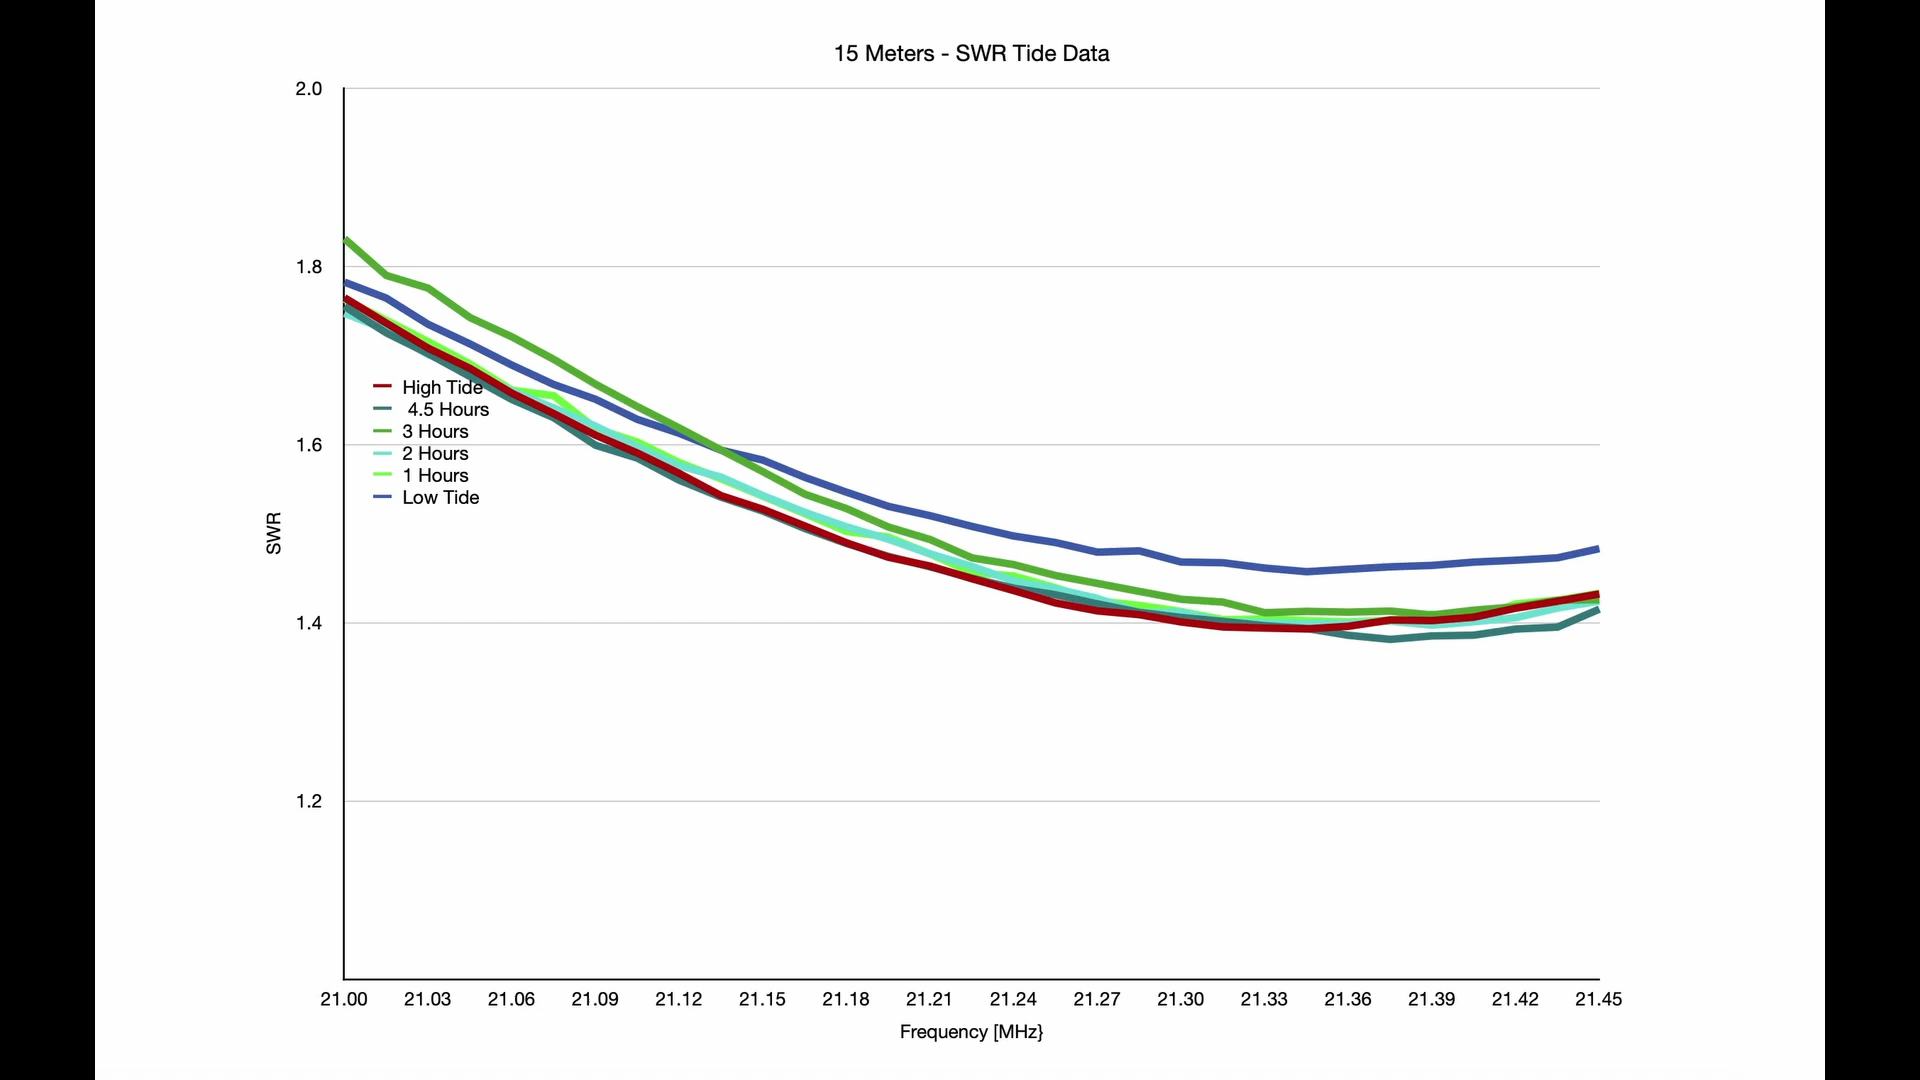 15 Meters - SWR Tide Data
2.0
1.8
1.6
1.4
1.2
SWR
High Tide
4.5 Hours
3 Hours
2 Hours
1 Hours
Low Tide
21.00 21.03 21.06 21.09 21.12 21.15 21.18 21.21 21.24 21.27 21.30 21.33 21.36 21.39 21.42 21.45
Frequency [MHz}